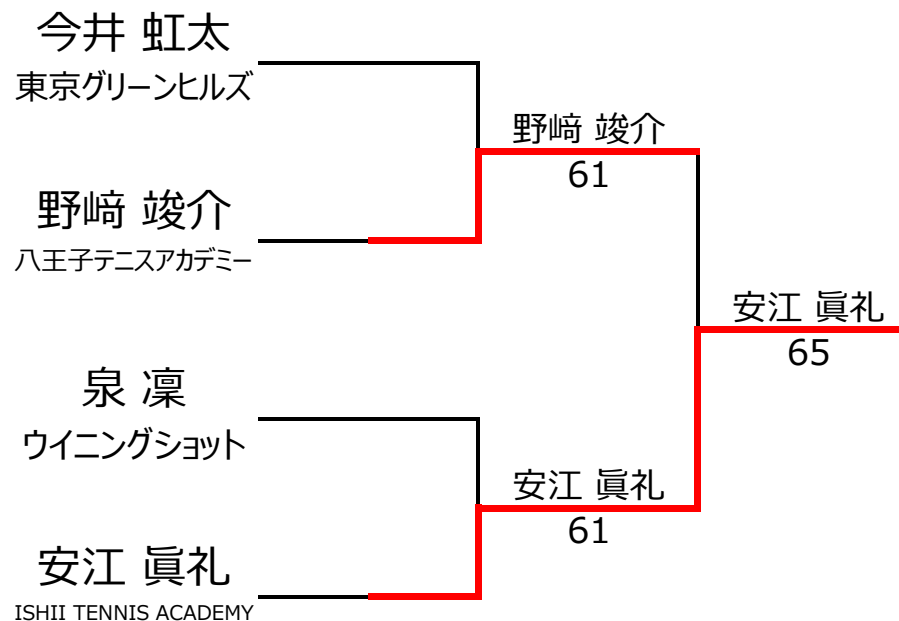 今井 虹太
東京グリーンヒルズ
野﨑 竣介
61
野﨑 竣介
八王子テニスアカデミー
安江 眞礼
65
泉 凜
ウイニングショット
安江 眞礼
61
安江 眞礼
ISHII TENNIS ACADEMY